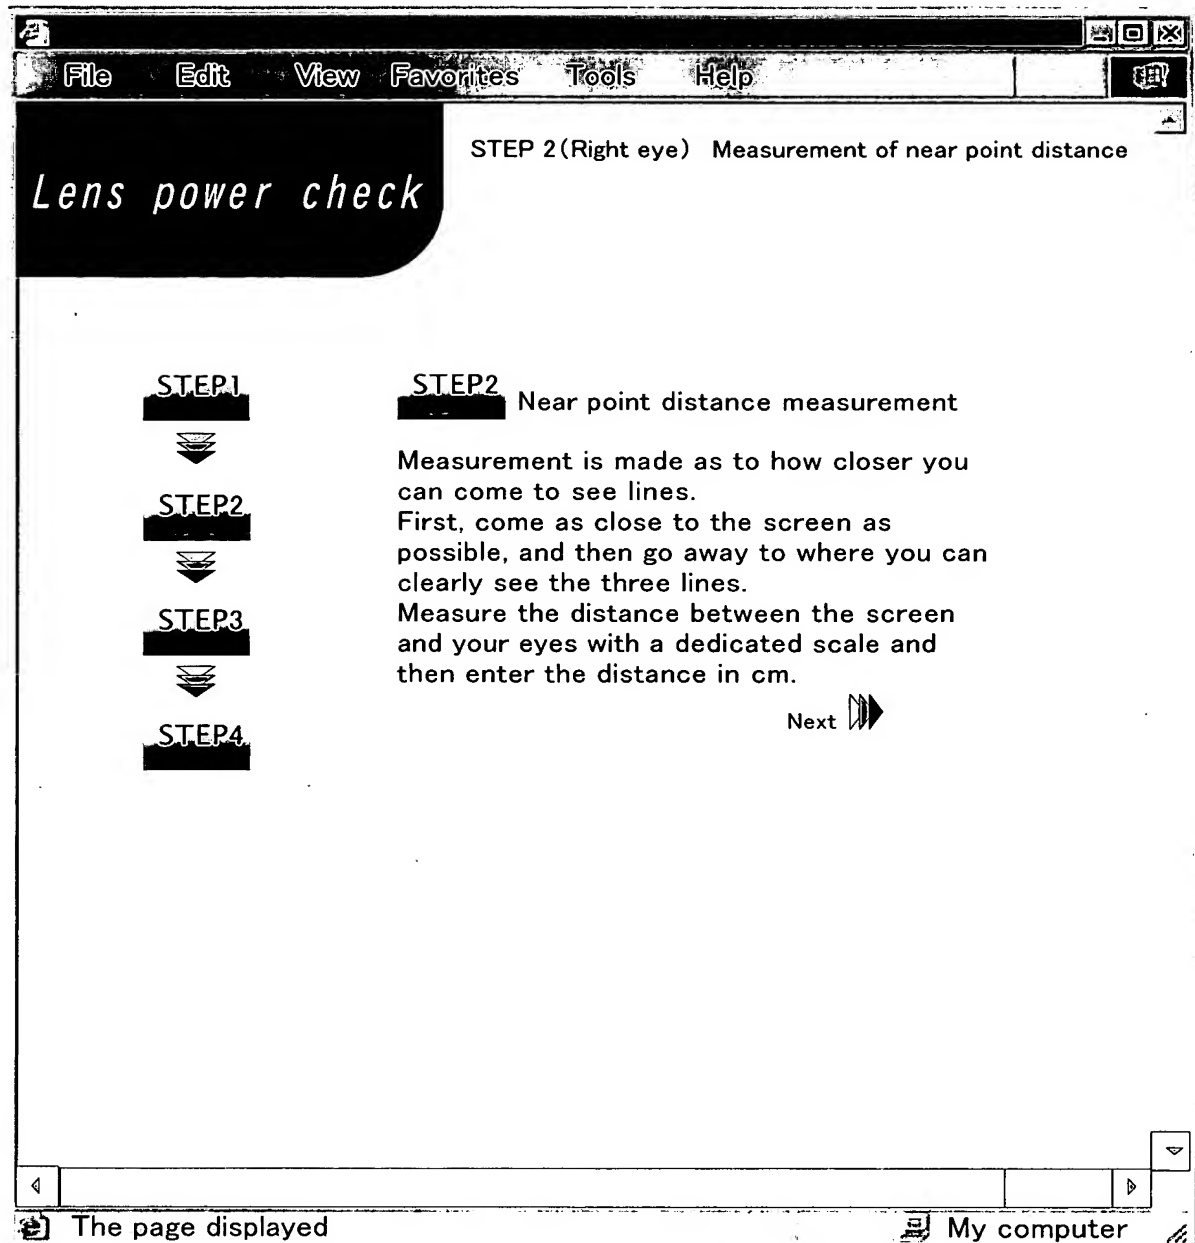 File Edit View Favorites Tools Help
STEP 2(Right eye) Measurement of near point distance
Lens power check
STEP1
STEP2
STEP3
STEP4
STEP2 Near point distance measurement
Measurement is made as to how closer you
can come to see lines.
First, come as close to the screen as
possible, and then go away to where you can
clearly see the three lines.
Measure the distance between the screen
and your eyes with a dedicated scale and
then enter the distance in cm.
Next
The page displayed My computer